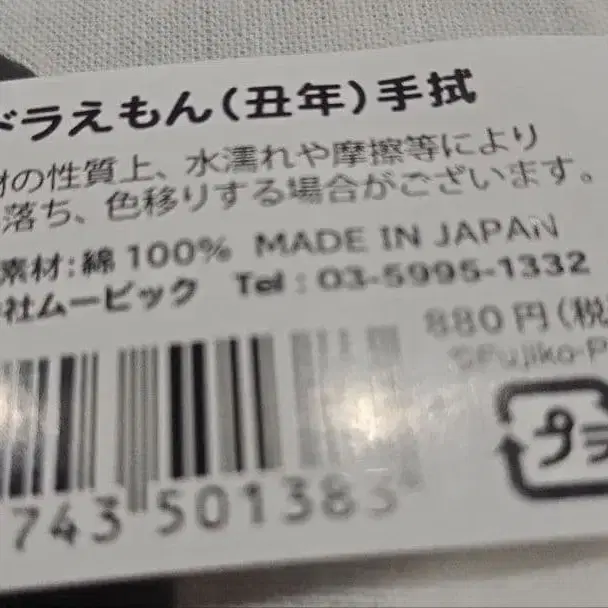 ドラえもん(丑年)手拭
の性質上、水濡れや摩擦等により
落ち、色移りする場合がございます。
素材:綿 100% MADE IN JAPAN
社ムービック Tel:03-5995-1332
880円(税
©Fujiko-P
プラ
743 501383